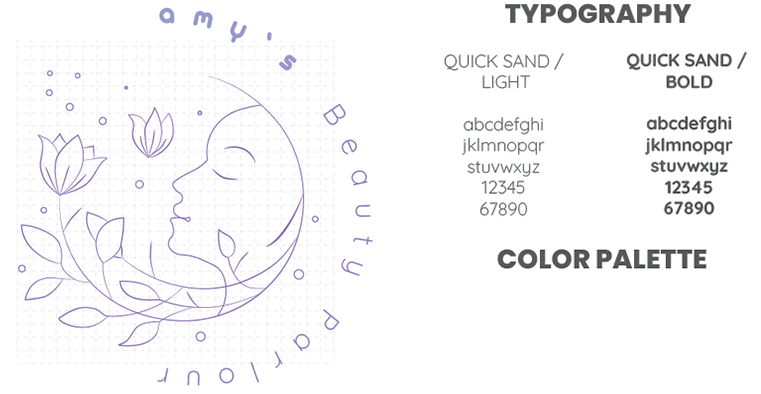 amy's Beauty Parlour
TYPOGRAPHY
QUICK SAND /
LIGHT
abcdefghi
jklmnopqr
stuvwxyz
12345
67890
QUICK SAND /
BOLD
abcdefghi
jklmnopqr
stuvwxyz
12345
67890
COLOR PALETTE